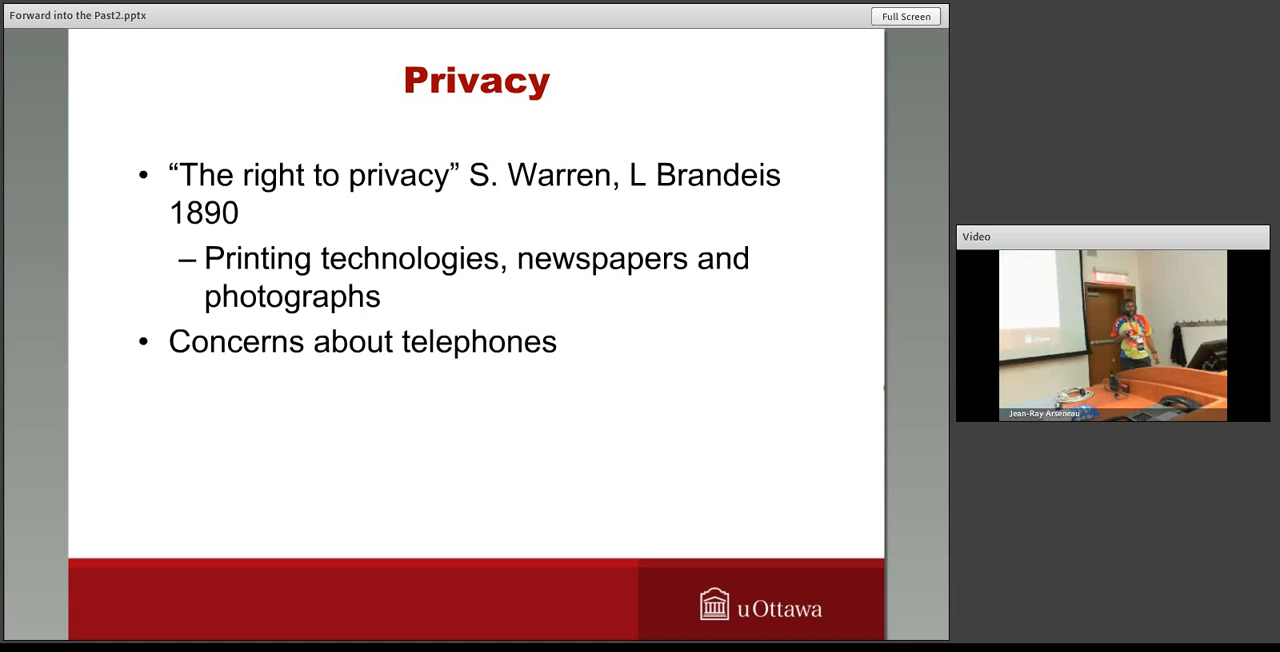 Forward into the Past2.pptx
Full Screen
Privacy
• “The right to privacy” S. Warren, L Brandeis
1890
– Printing technologies, newspapers and
photographs
• Concerns about telephones
uOttawa
Video
Jean-Ray Arseneau